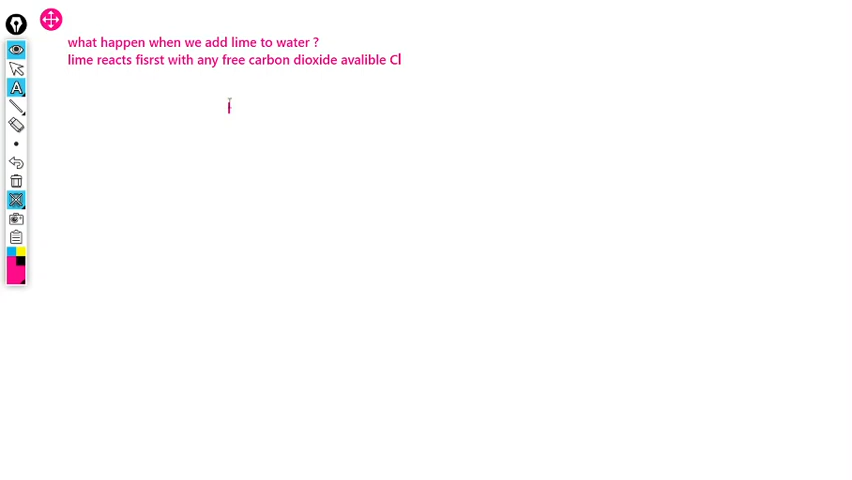 what happen when we add lime to water ?
lime reacts fisrst with any free carbon dioxide avalible Cl